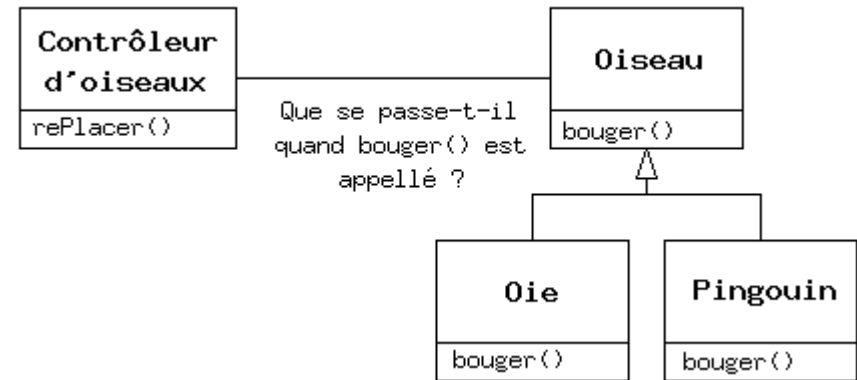 Contrôleur
d'oiseaux
rePlacer()
Que se passe-t-il
quand bouger() est
appellé ?
Oiseau
bouger()
Oie
bouger()
Pingouin
bouger()